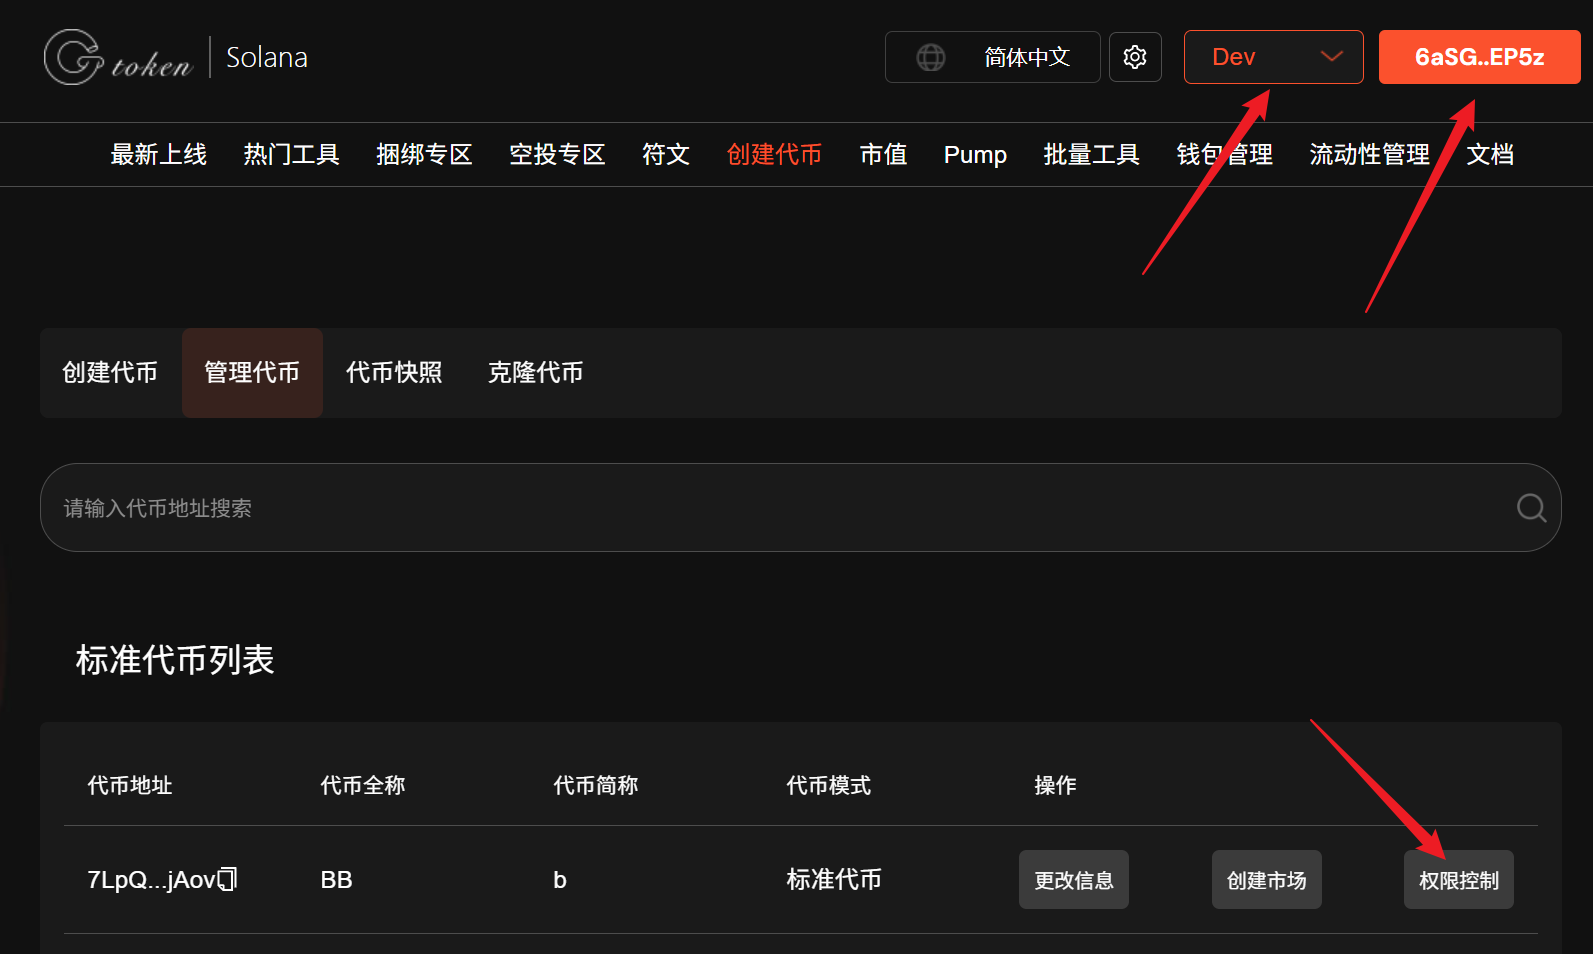 Gtoken | Solana
简体中文
Dev
6aSG..EP5z
最新上线 热门工具 捆绑专区 空投专区 符文 创建代币 市值 Pump 批量工具 钱包管理 流动性管理 文档
创建代币 管理代币 代币快照 克隆代币
请输入代币地址搜索
标准代币列表
代币地址 代币全称 代币简称 代币模式 操作
7LpQ...jAov BB b 标准代币 更改信息 创建市场 权限控制